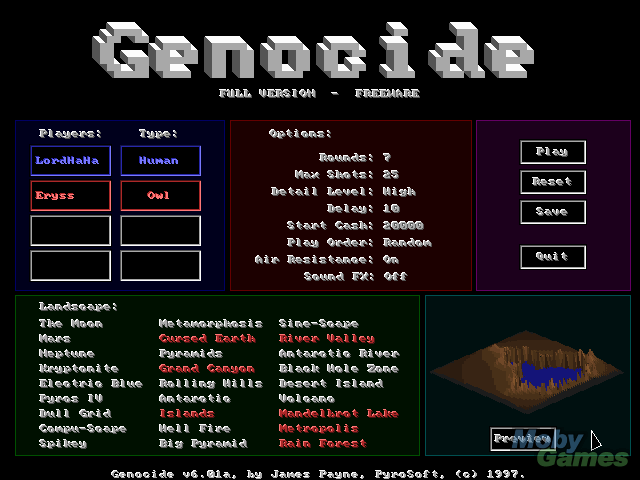 Genocide
FULL VERSION - FREEWARE
Players: Type:
LordHaHa Human
Eryss Owl
Options:
Rounds: 7
Max Shots: 25
Detail Level: High
Delay: 10
Start Cash: 20000
Play Order: Random
Air Resistance: On
Sound FX: Off
Play
Reset
Save
Quit
Landscape:
The Moon Metamorphosis Sine-Scape
Mars Cursed Earth River Valley
Neptune Pyramids Antarctic River
Kryptonite Grand Canyon Black Hole Zone
Electric Blue Rolling Hills Desert Island
Pyros IV Antarctic Volcano
Dull Grid Islands Mandelbrot Lake
Compu-Scape Hell Fire Metropolis
Spikey Big Pyramid Rain Forest
Preview
Moby
Games
Genocide v6.01a, by James Payne, PyroSoft, (c) 1997.